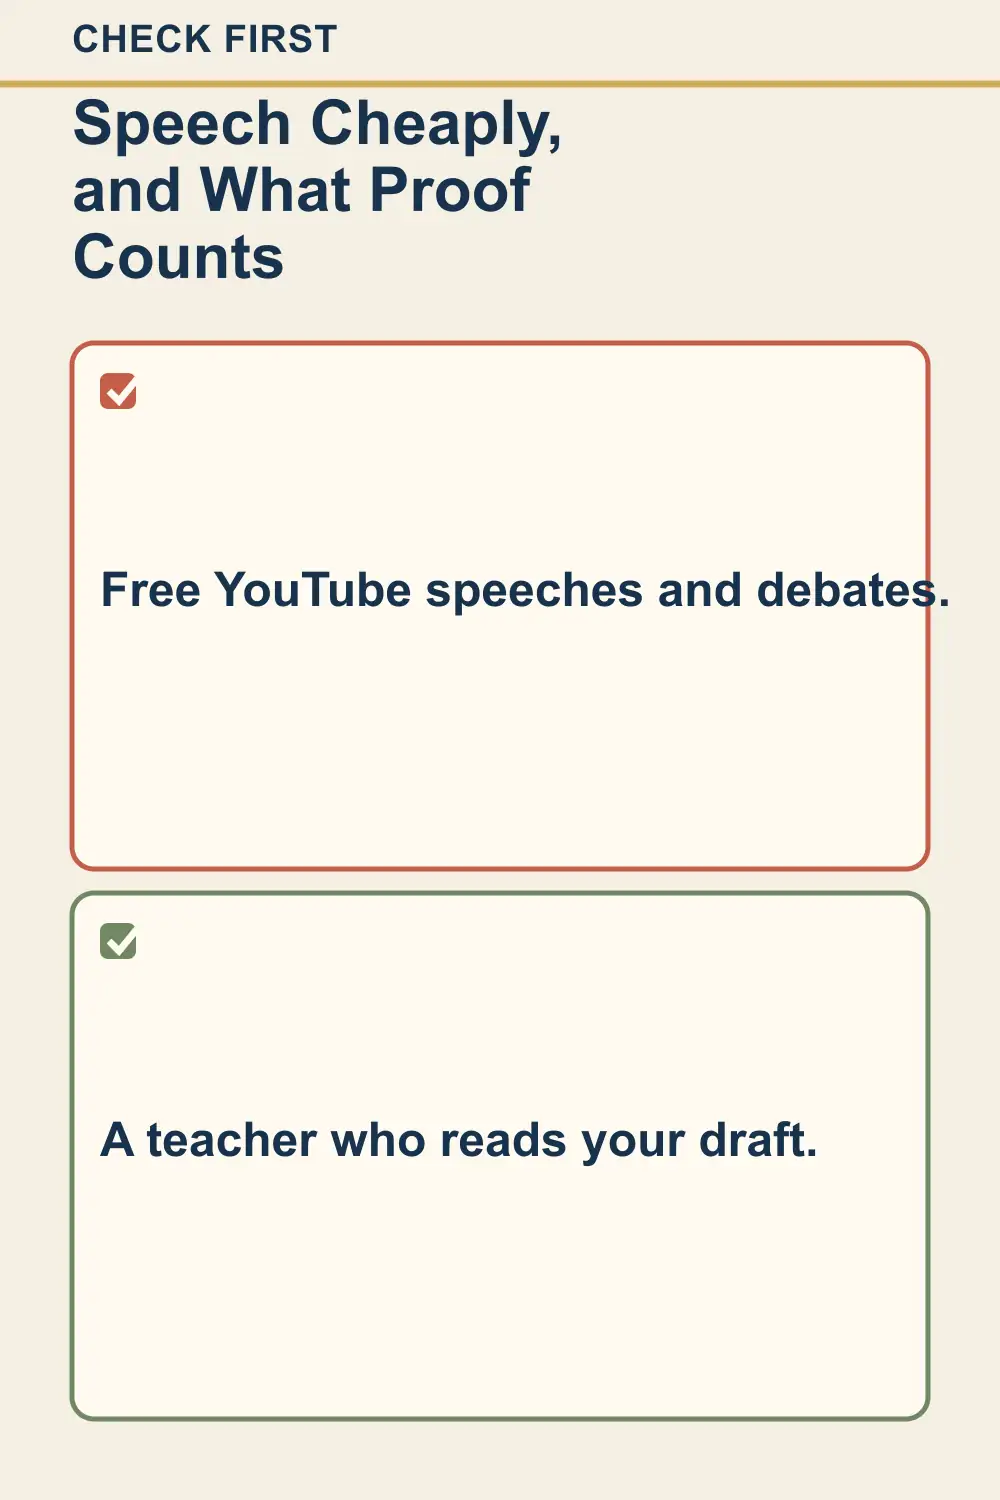 CHECK FIRST
Speech Cheaply,
and What Proof
Counts
Free YouTube speeches and debates.
A teacher who reads your draft.